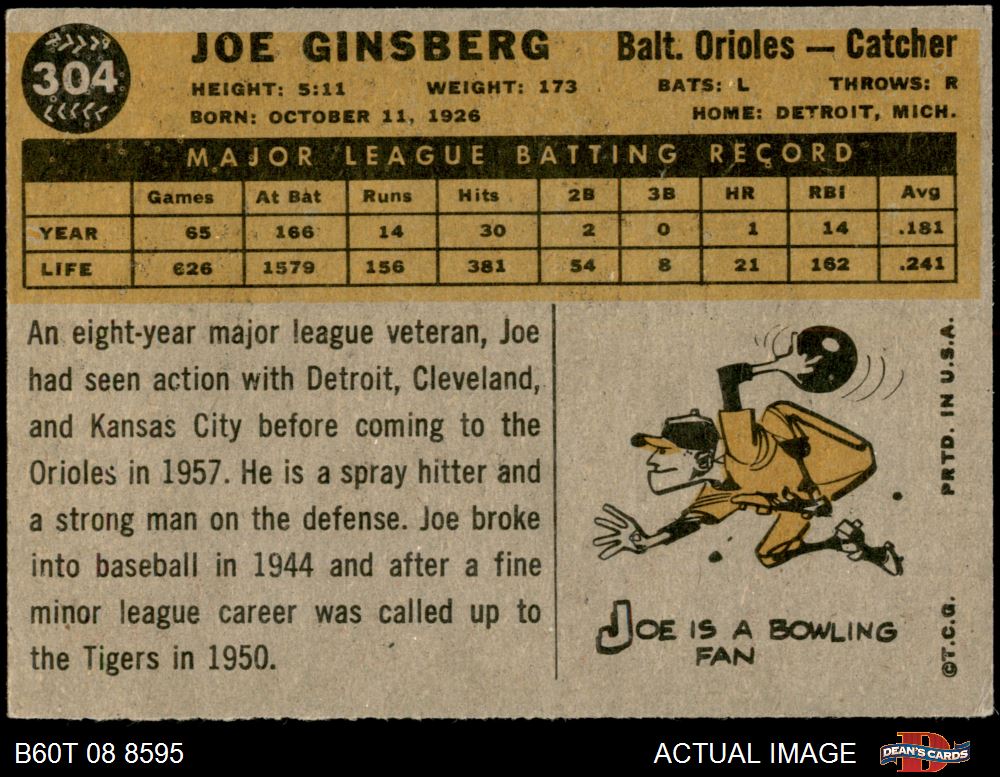 304
JOE GINSBERG Balt. Orioles — Catcher
HEIGHT: 5:11 WEIGHT: 173 BATS: L THROWS: R
BORN: OCTOBER 11, 1926 HOME: DETROIT, MICH.
MAJOR LEAGUE BATTING RECORD
Games At Bat Runs Hits 2B 3B HR RBI Avg
YEAR 65 166 14 30 2 0 1 14 .181
LIFE 626 1579 156 381 54 8 21 162 .241
An eight-year major league veteran, Joe
had seen action with Detroit, Cleveland,
and Kansas City before coming to the
Orioles in 1957. He is a spray hitter and
a strong man on the defense. Joe broke
into baseball in 1944 and after a fine
minor league career was called up to
the Tigers in 1950.
JOE IS A BOWLING
FAN
©T.C.G. PRTD. IN U.S.A.
B60T 08 8595 ACTUAL IMAGE DEAN'S CARDS